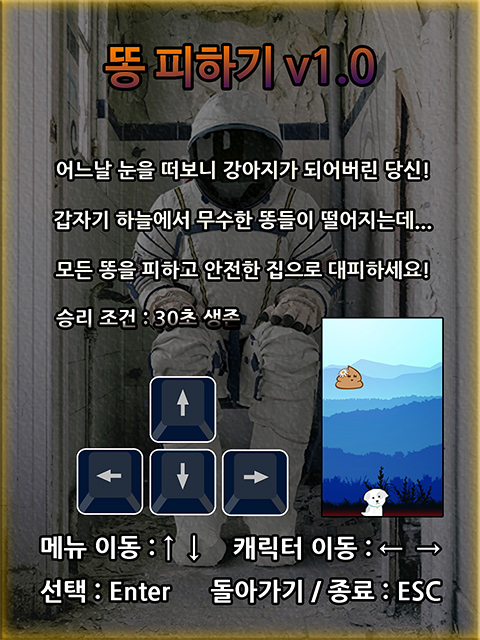 똥 피하기 v1.0
어느날 눈을 떠보니 강아지가 되어버린 당신!
갑자기 하늘에서 무수한 똥들이 떨어지는데...
모든 똥을 피하고 안전한 집으로 대피하세요!
승리 조건 : 30초 생존
↑
← ↓ →
메뉴 이동 : ↑ ↓ 캐릭터 이동 : ← →
선택 : Enter 돌아가기 / 종료 : ESC